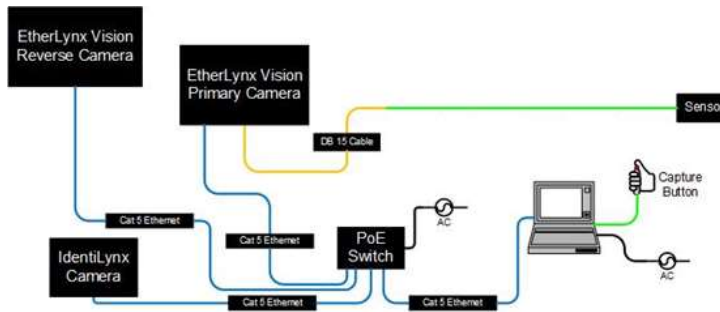 EtherLynx Vision
Reverse Camera
EtherLynx Vision
Primary Camera
Senso
DB 15 Cable
Capture
Button
Cat 5 Ethernet
Cat 5 Ethernet
PoE
Switch
AC
IdentiLynx
Camera
AC
Cat 5 Ethernet
Cat 5 Ethernet